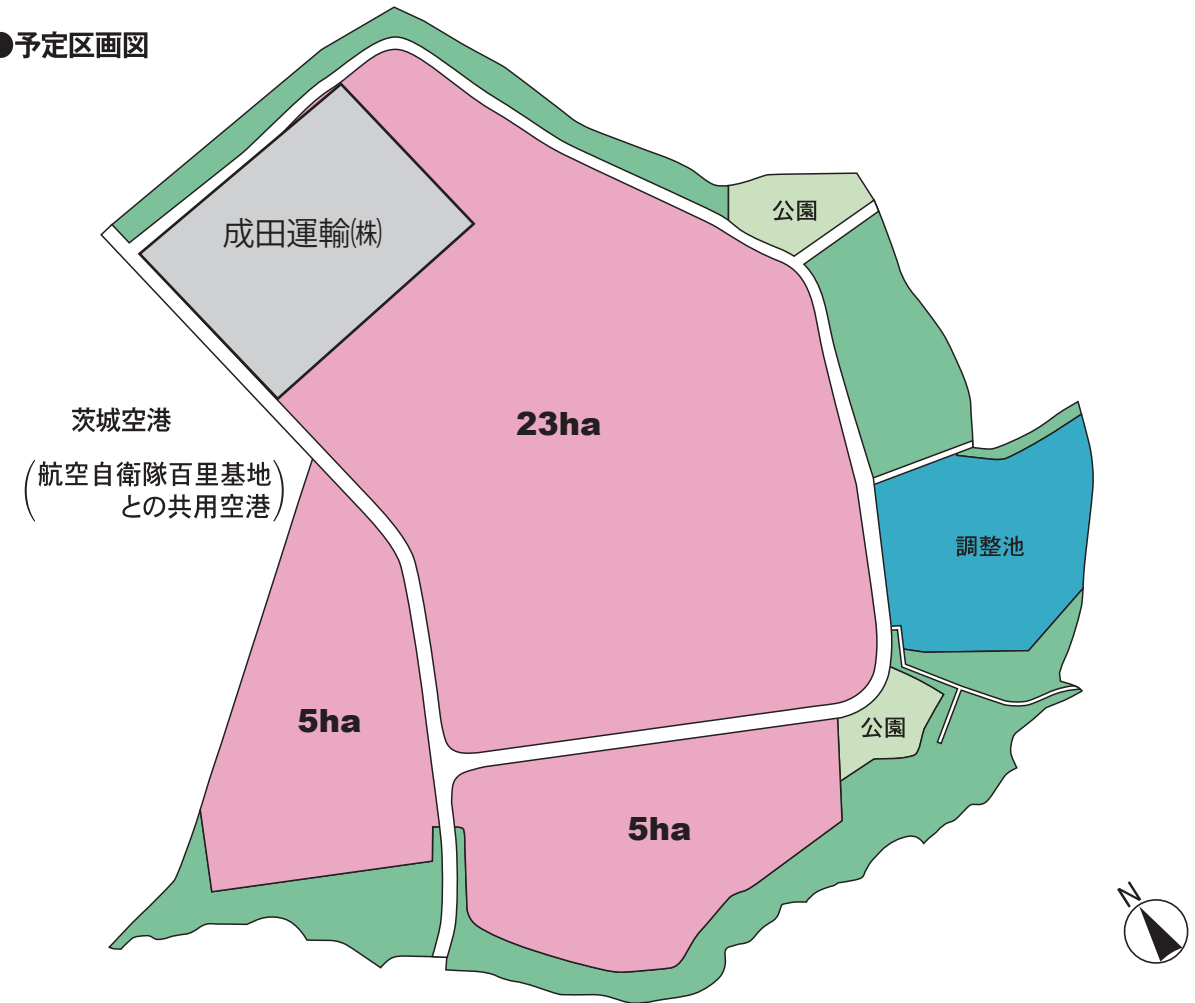 ●予定区画図
成田運輸㈱
公園
23ha
茨城空港
(航空自衛隊百里基地
との共用空港)
調整池
5ha
公園
5ha
N